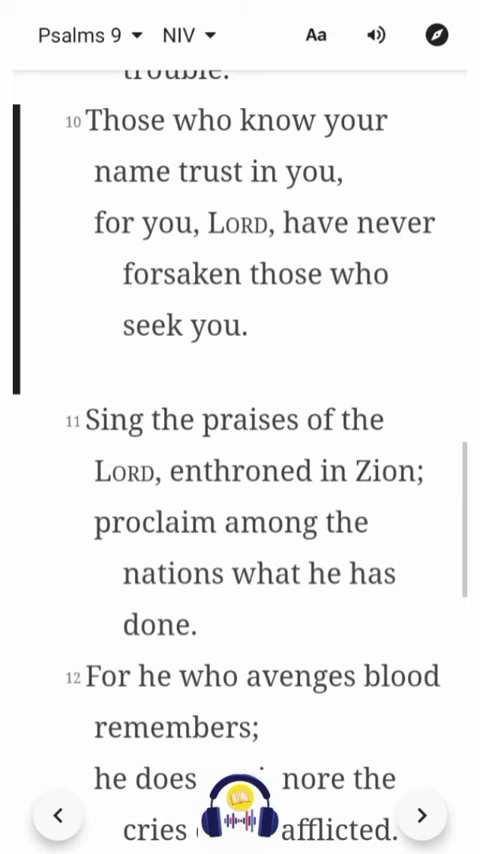 Psalms 9 NIV Aa
trouble.
10 Those who know your
name trust in you,
for you, LORD, have never
forsaken those who
seek you.
11 Sing the praises of the
LORD, enthroned in Zion;
proclaim among the
nations what he has
done.
12 For he who avenges blood
remembers;
he does nore the
cries afflicted.